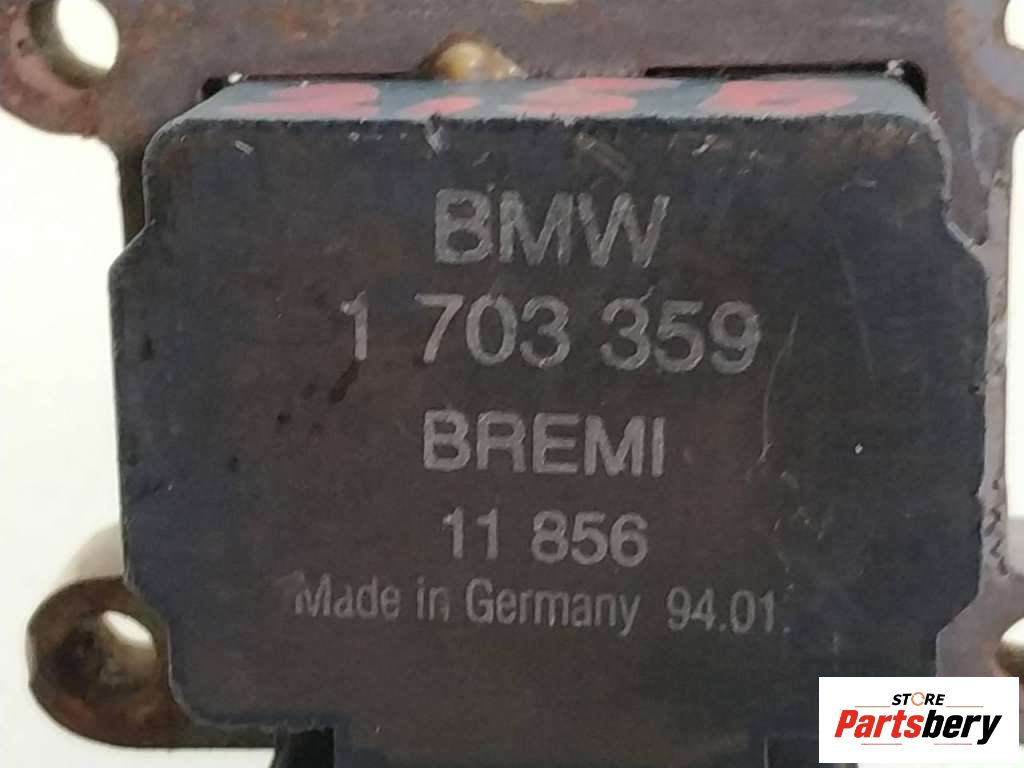 BMW
1 703 359
BREMI
11 856
Made in Germany 94.01.
STORE
Partsbery